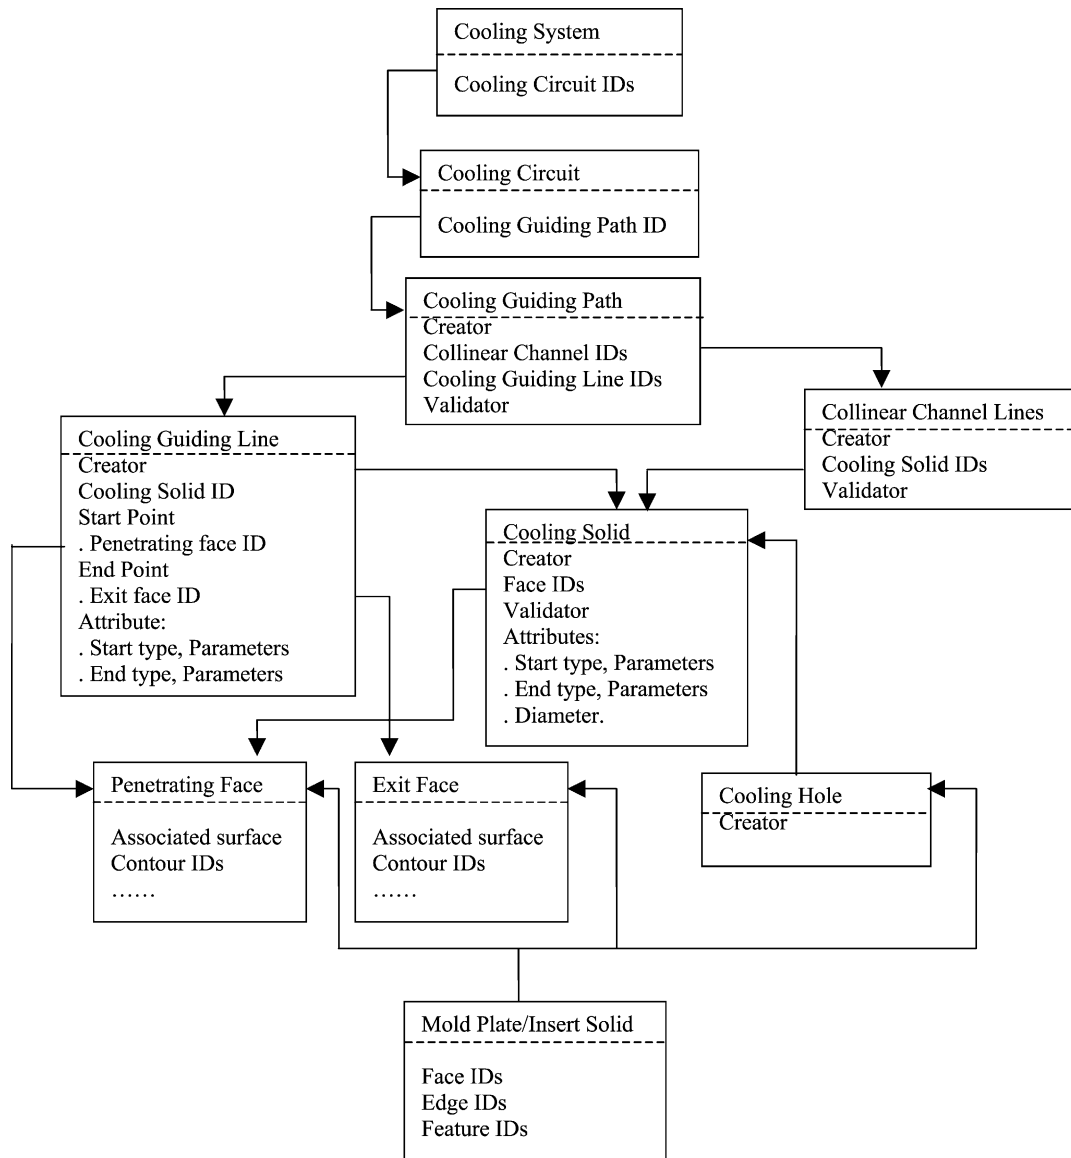 Cooling System
Cooling Circuit IDs
Cooling Circuit
Cooling Guiding Path ID
Cooling Guiding Path
Creator
Collinear Channel IDs
Cooling Guiding Line IDs
Validator
Collinear Channel Lines
Creator
Cooling Solid IDs
Validator
Cooling Guiding Line
Creator
Cooling Solid ID
Start Point
. Penetrating face ID
End Point
. Exit face ID
Attribute:
. Start type, Parameters
. End type, Parameters
Cooling Solid
Creator
Face IDs
Validator
Attributes:
. Start type, Parameters
. End type, Parameters
. Diameter.
Penetrating Face
Associated surface
Contour IDs
……
Exit Face
Associated surface
Contour IDs
……
Cooling Hole
Creator
Mold Plate/Insert Solid
Face IDs
Edge IDs
Feature IDs